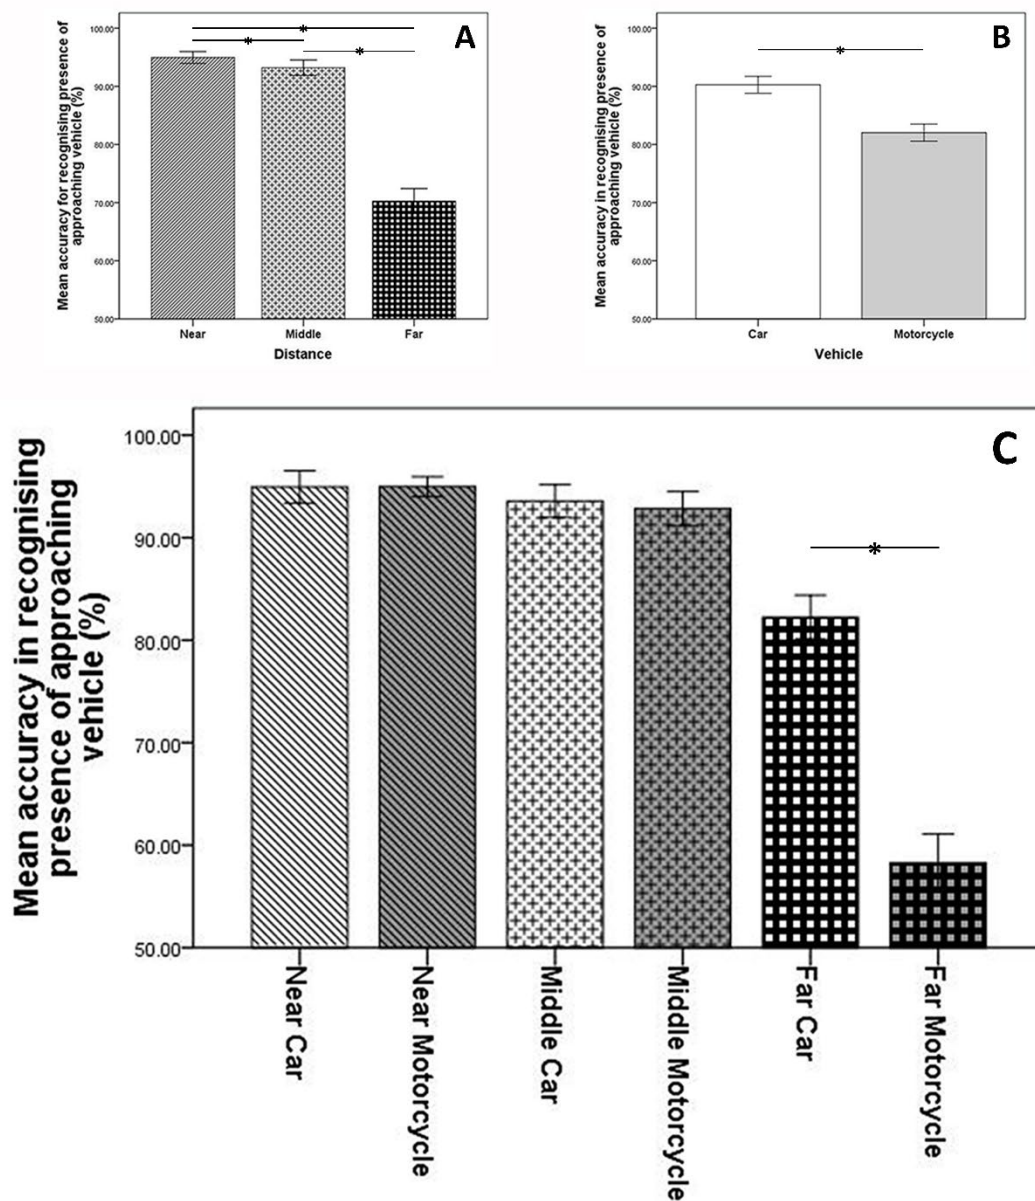 A
Mean accuracy for recognising presence of
approaching vehicle (%)
100.00
90.00
80.00
70.00
60.00
50.00
*
*
*
Near
Middle
Far
Distance
B
Mean accuracy in recognising presence of
approaching vehicle (%)
100.00
90.00
80.00
70.00
60.00
50.00
*
Car
Motorcycle
Vehicle
C
Mean accuracy in recognising
presence of approaching
vehicle (%)
100.00
90.00
80.00
70.00
60.00
50.00
*
Near Car
Near Motorcycle
Middle Car
Middle Motorcycle
Far Car
Far Motorcycle